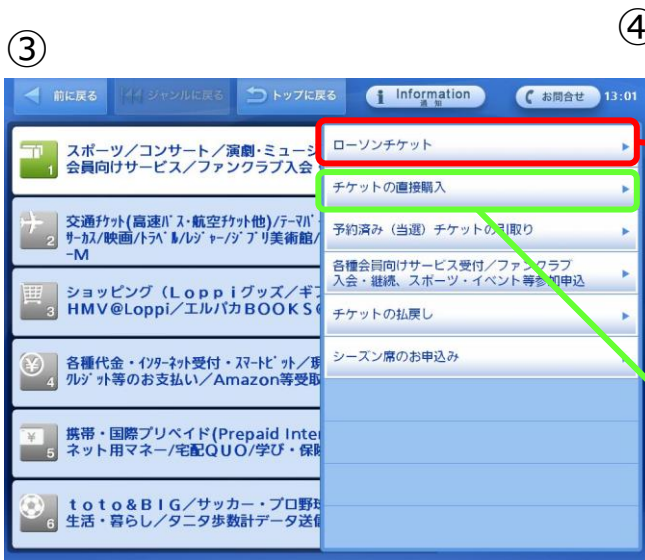 ③
④
前に戻る
ジャンルに戻る
トップに戻る
Information
通知
お問合せ
13:01
スポーツ／コンサート／演劇・ミュージ
会員向けサービス／ファンクラブ入会
1
交通チケット(高速バス・航空チケット他)/テーマパー
サーカス/映画/トラベル/レジャー/ジブリ美術館/
-M
2
ショッピング（Ｌｏｐｐｉグッズ／ギフ
HMV@Loppi／エルパカBOOKS
3
各種代金・インターネット受付・スマートピット／現
クレジット等のお支払い／Amazon等受取
4
携帯・国際プリペイド(Prepaid Inter
ネット用マネー/宅配QUO/学び・保険
5
ｔｏｔｏ＆ＢＩＧ／サッカー・プロ野球
生活・暮らし／タニタ歩数計データ送信
6
ローソンチケット
チケットの直接購入
予約済み（当選）チケットの引取り
各種会員向けサービス受付／ファンクラブ
入会・継続、スポーツ・イベント等参加申込
チケットの払戻し
シーズン席のお申込み